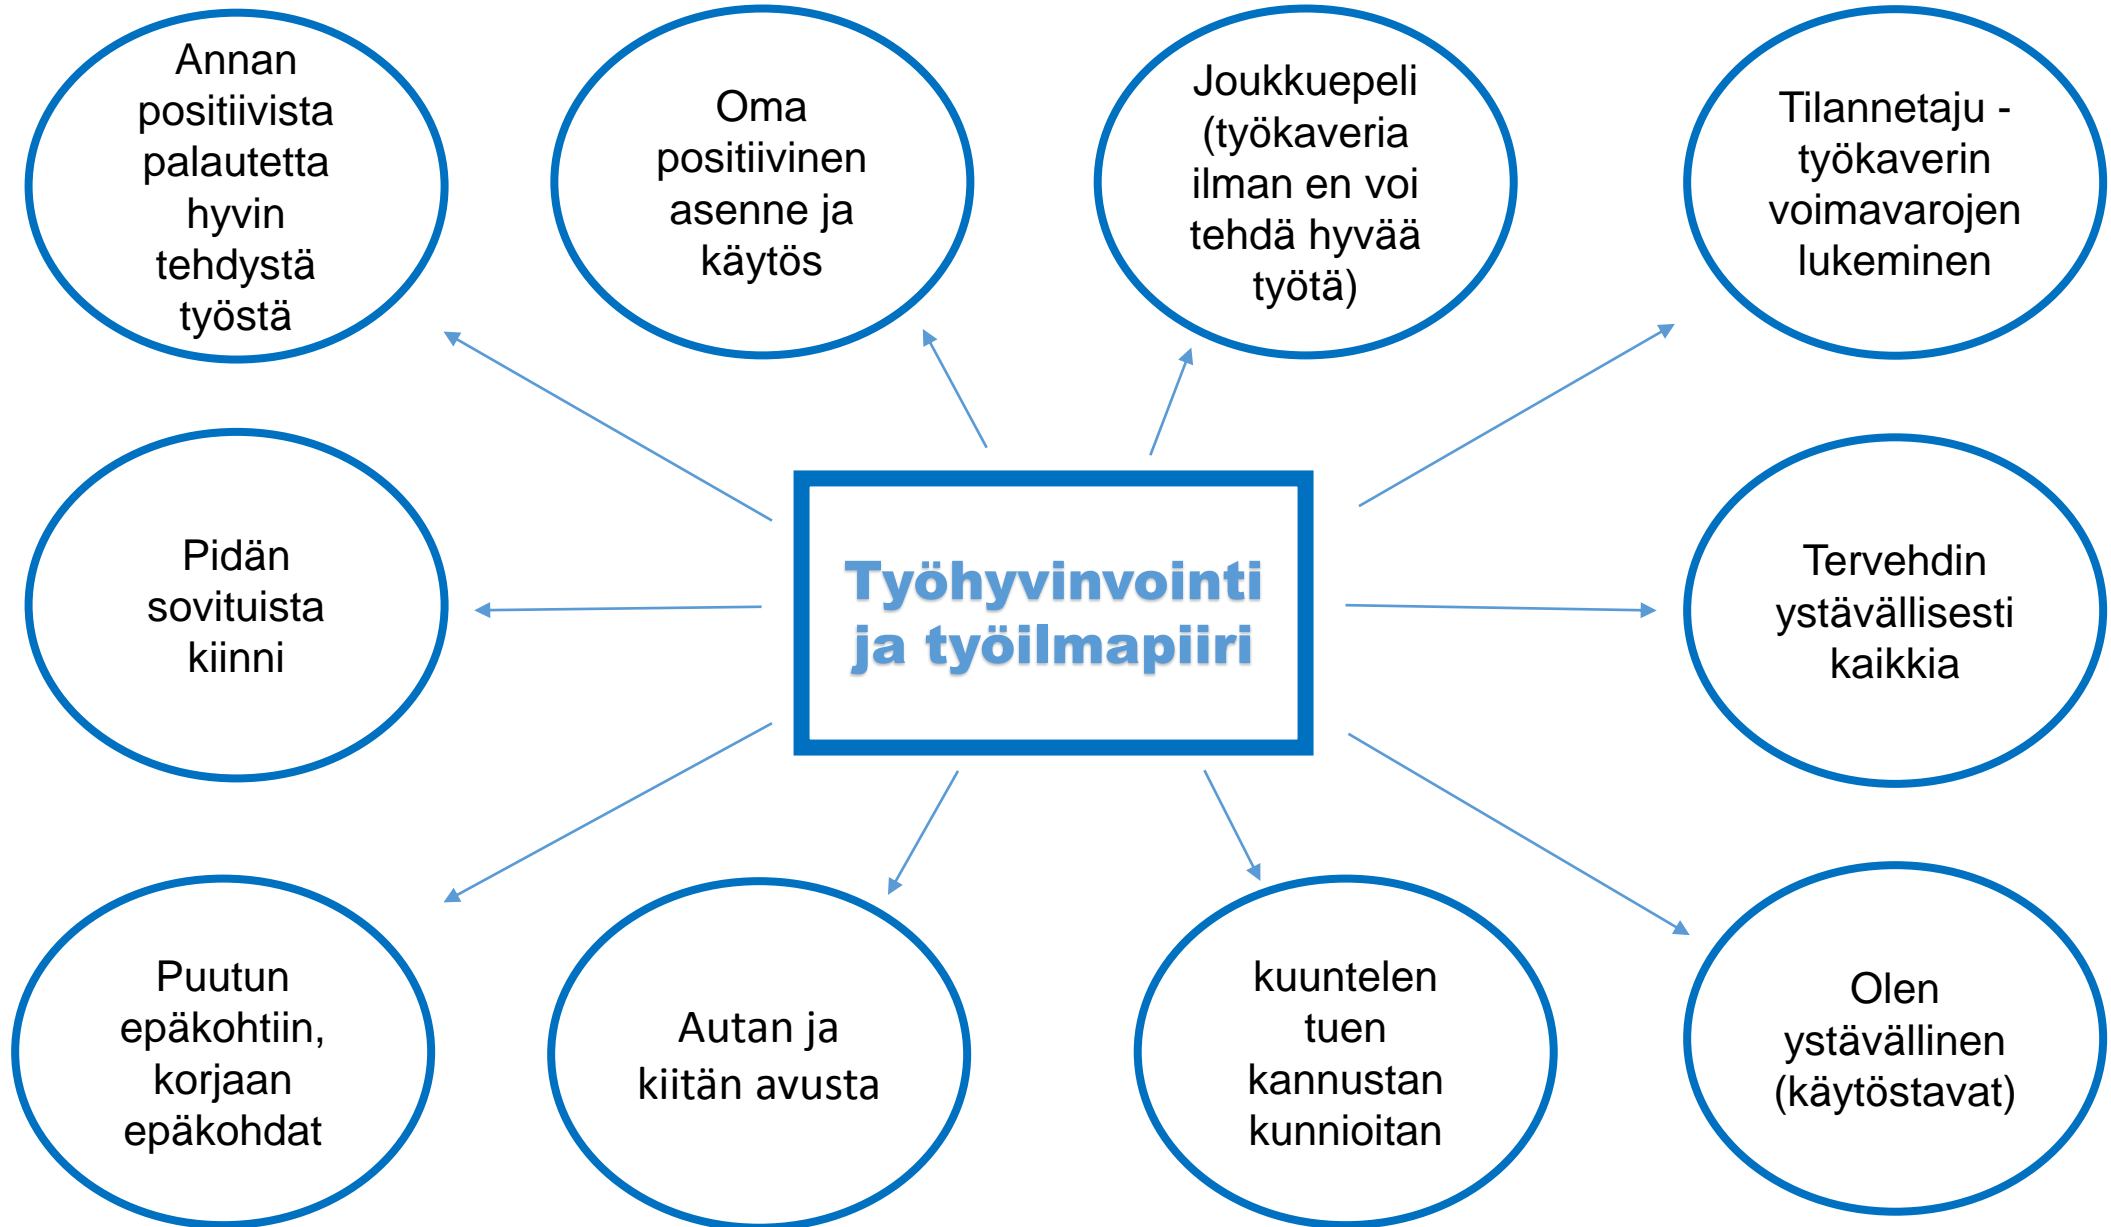 Annan
positiivista
palautetta
hyvin
tehdystä
työstä
Oma
positiivinen
asenne ja
käytös
Joukkuepeli
(työkaveria
ilman en voi
tehdä hyvää
työtä)
Tilannetaju -
työkaverin
voimavarojen
lukeminen
Pidän
sovituista
kiinni
Työhyvinvointi
ja työilmapiiri
Tervehdin
ystävällisesti
kaikkia
Puutun
epäkohtiin,
korjaan
epäkohdat
Autan ja
kiitän avusta
kuuntelen
tuen
kannustan
kunnioitan
Olen
ystävällinen
(käytöstavat)